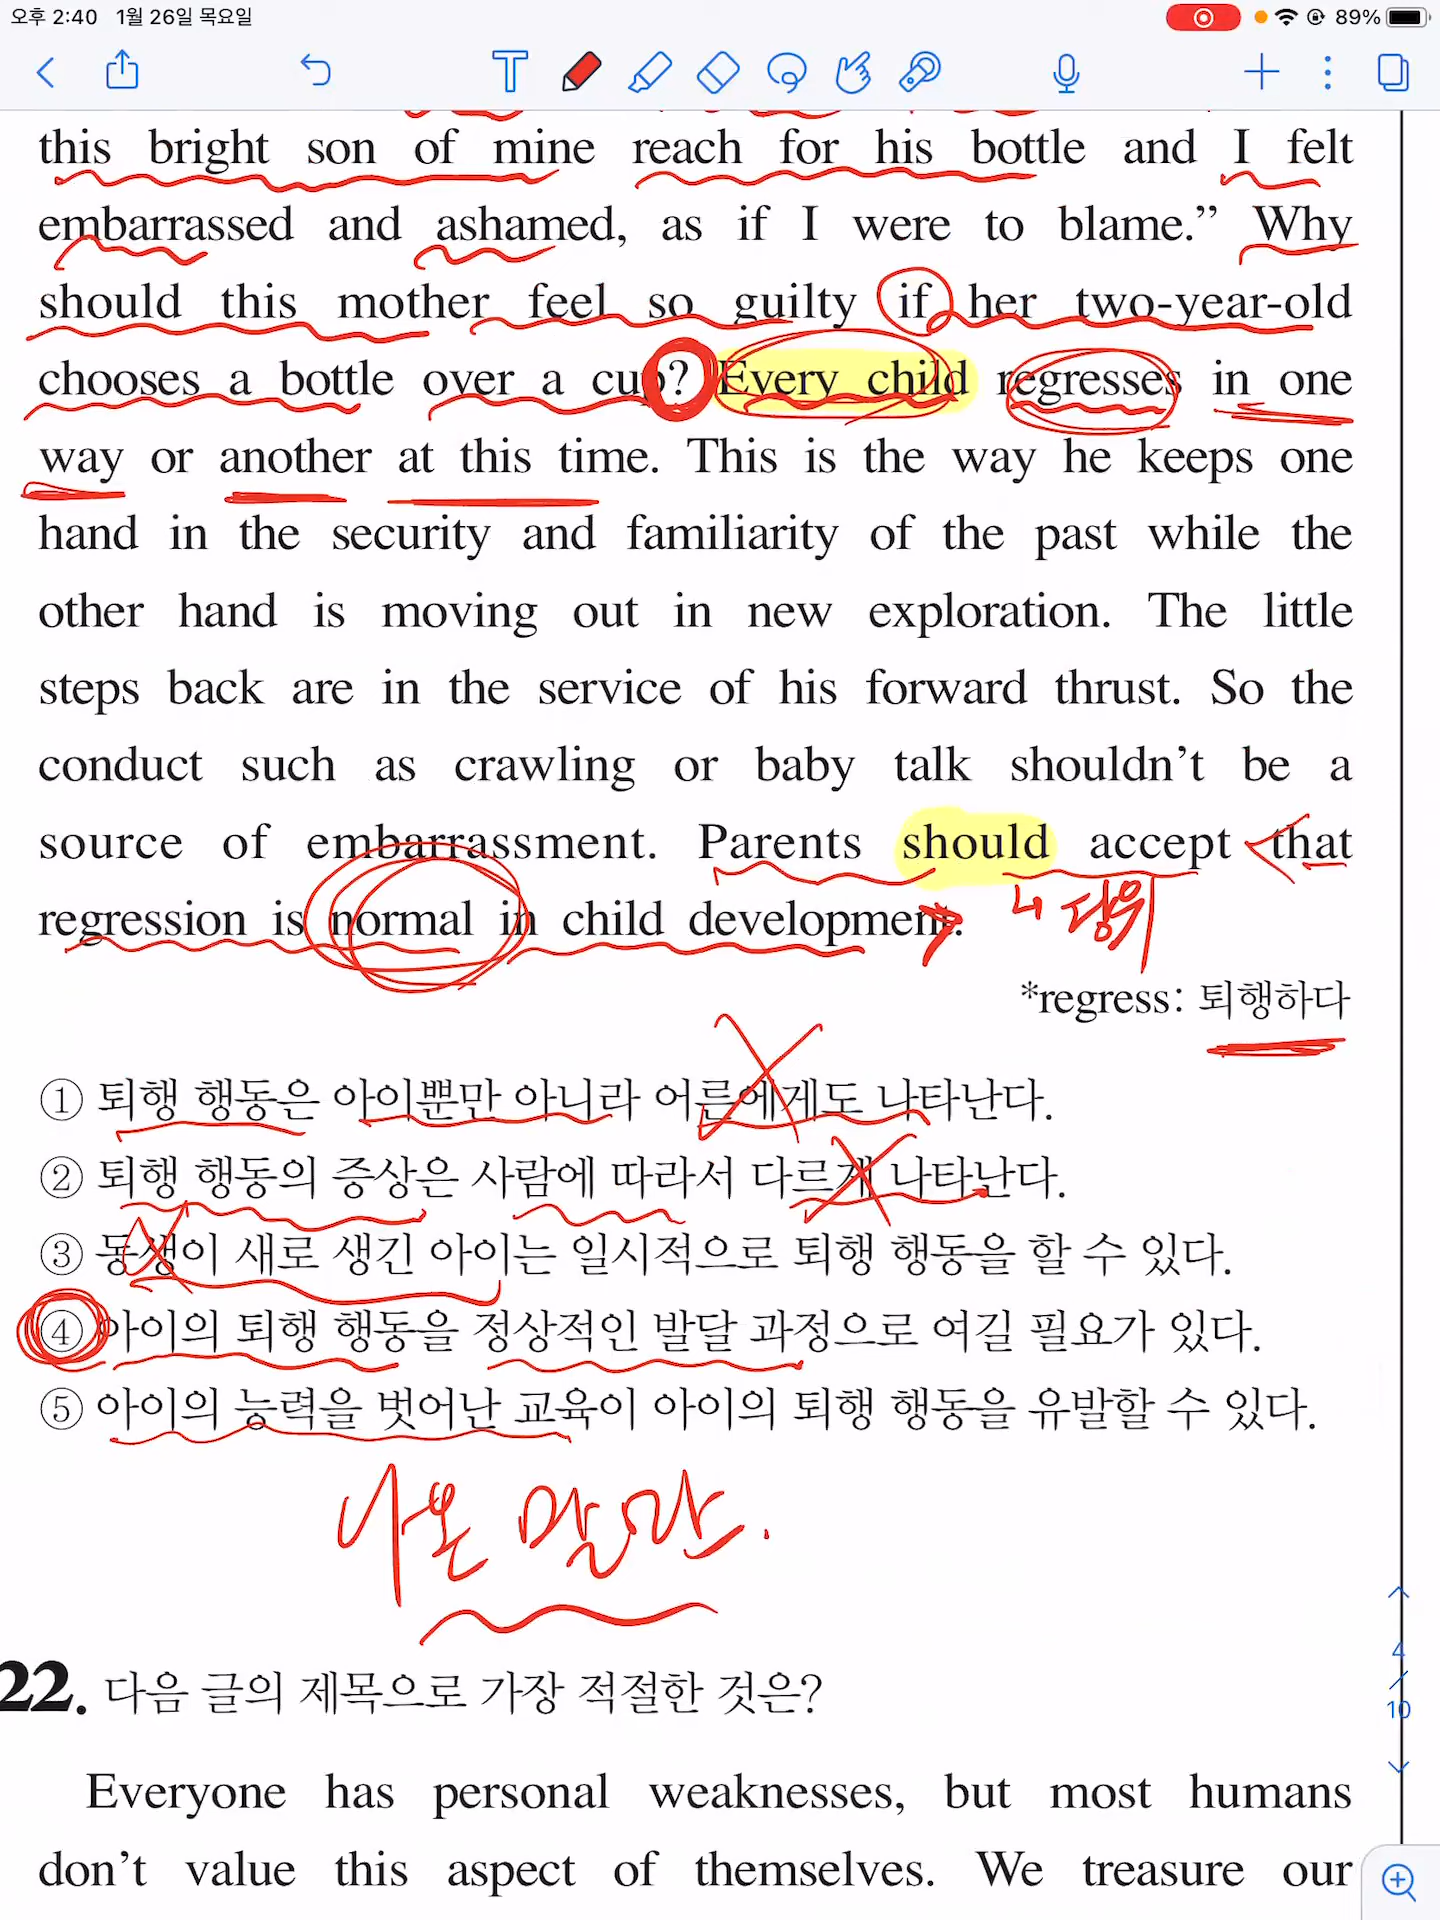 오후 2:40 1월 26일 목요일 89%
this bright son of mine reach for his bottle and I felt
embarrassed and ashamed, as if I were to blame.” Why
should this mother feel so guilty if her two-year-old
chooses a bottle over a cup? Every child regresses in one
way or another at this time. This is the way he keeps one
hand in the security and familiarity of the past while the
other hand is moving out in new exploration. The little
steps back are in the service of his forward thrust. So the
conduct such as crawling or baby talk shouldn’t be a
source of embarrassment. Parents should accept that
regression is normal in child development.
↳ 당위
*regress: 퇴행하다
① 퇴행 행동은 아이뿐만 아니라 어른에게도 나타난다.
② 퇴행 행동의 증상은 사람에 따라서 다르게 나타난다.
③ 동생이 새로 생긴 아이는 일시적으로 퇴행 행동을 할 수 있다.
④ 아이의 퇴행 행동을 정상적인 발달 과정으로 여길 필요가 있다.
⑤ 아이의 능력을 벗어난 교육이 아이의 퇴행 행동을 유발할 수 있다.
나온 말만.
22. 다음 글의 제목으로 가장 적절한 것은?
4
/
10
Everyone has personal weaknesses, but most humans
don’t value this aspect of themselves. We treasure our